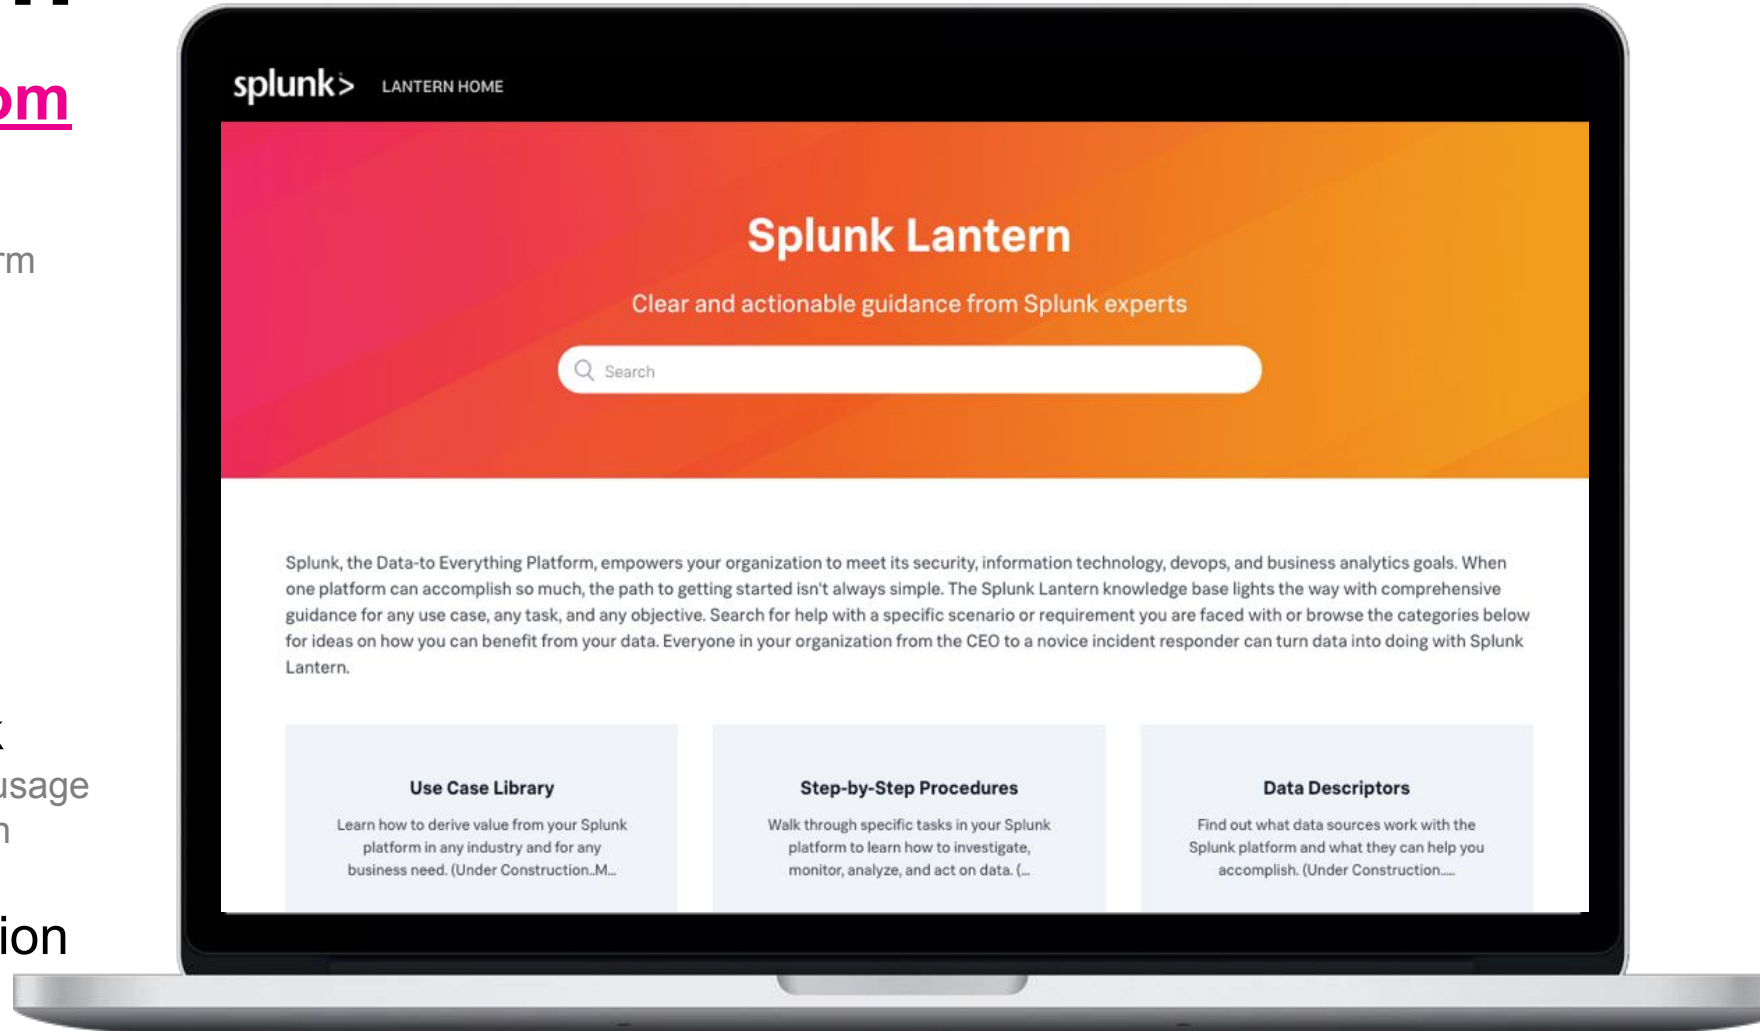 om
rm
k
usage
n
ion
splunk> LANTERN HOME
Splunk Lantern
Clear and actionable guidance from Splunk experts
Search
Splunk, the Data-to Everything Platform, empowers your organization to meet its security, information technology, devops, and business analytics goals. When
one platform can accomplish so much, the path to getting started isn't always simple. The Splunk Lantern knowledge base lights the way with comprehensive
guidance for any use case, any task, and any objective. Search for help with a specific scenario or requirement you are faced with or browse the categories below
for ideas on how you can benefit from your data. Everyone in your organization from the CEO to a novice incident responder can turn data into doing with Splunk
Lantern.
Use Case Library
Learn how to derive value from your Splunk
platform in any industry and for any
business need. (Under Construction..M...
Step-by-Step Procedures
Walk through specific tasks in your Splunk
platform to learn how to investigate,
monitor, analyze, and act on data. (...
Data Descriptors
Find out what data sources work with the
Splunk platform and what they can help you
accomplish. (Under Construction.....